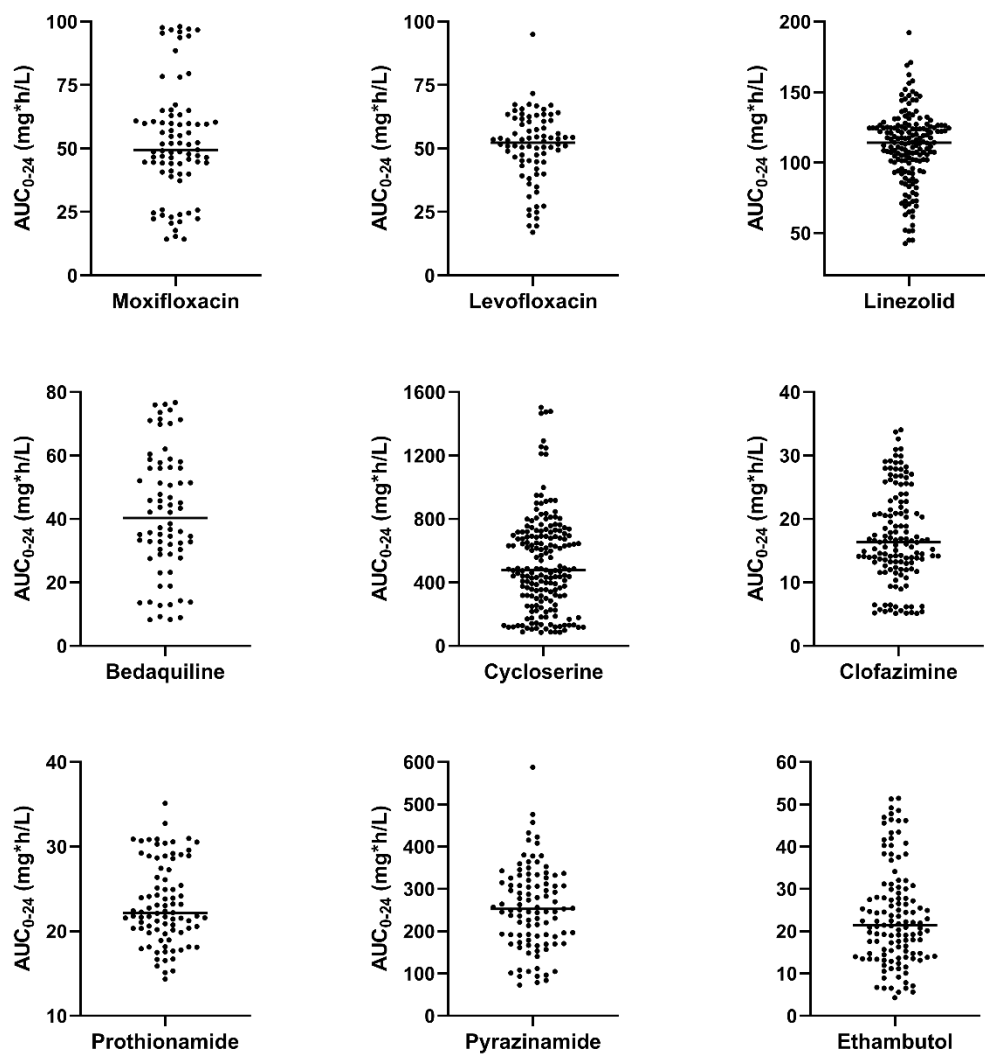 AUC0-24 (mg*h/L)
100
75
50
25
0
Moxifloxacin
AUC0-24 (mg*h/L)
100
75
50
25
0
Levofloxacin
AUC0-24 (mg*h/L)
200
150
100
50
Linezolid
AUC0-24 (mg*h/L)
80
60
40
20
0
Bedaquiline
AUC0-24 (mg*h/L)
1600
1200
800
400
0
Cycloserine
AUC0-24 (mg*h/L)
40
30
20
10
0
Clofazimine
AUC0-24 (mg*h/L)
40
30
20
10
Prothionamide
AUC0-24 (mg*h/L)
600
500
400
300
200
100
0
Pyrazinamide
AUC0-24 (mg*h/L)
60
50
40
30
20
10
0
Ethambutol